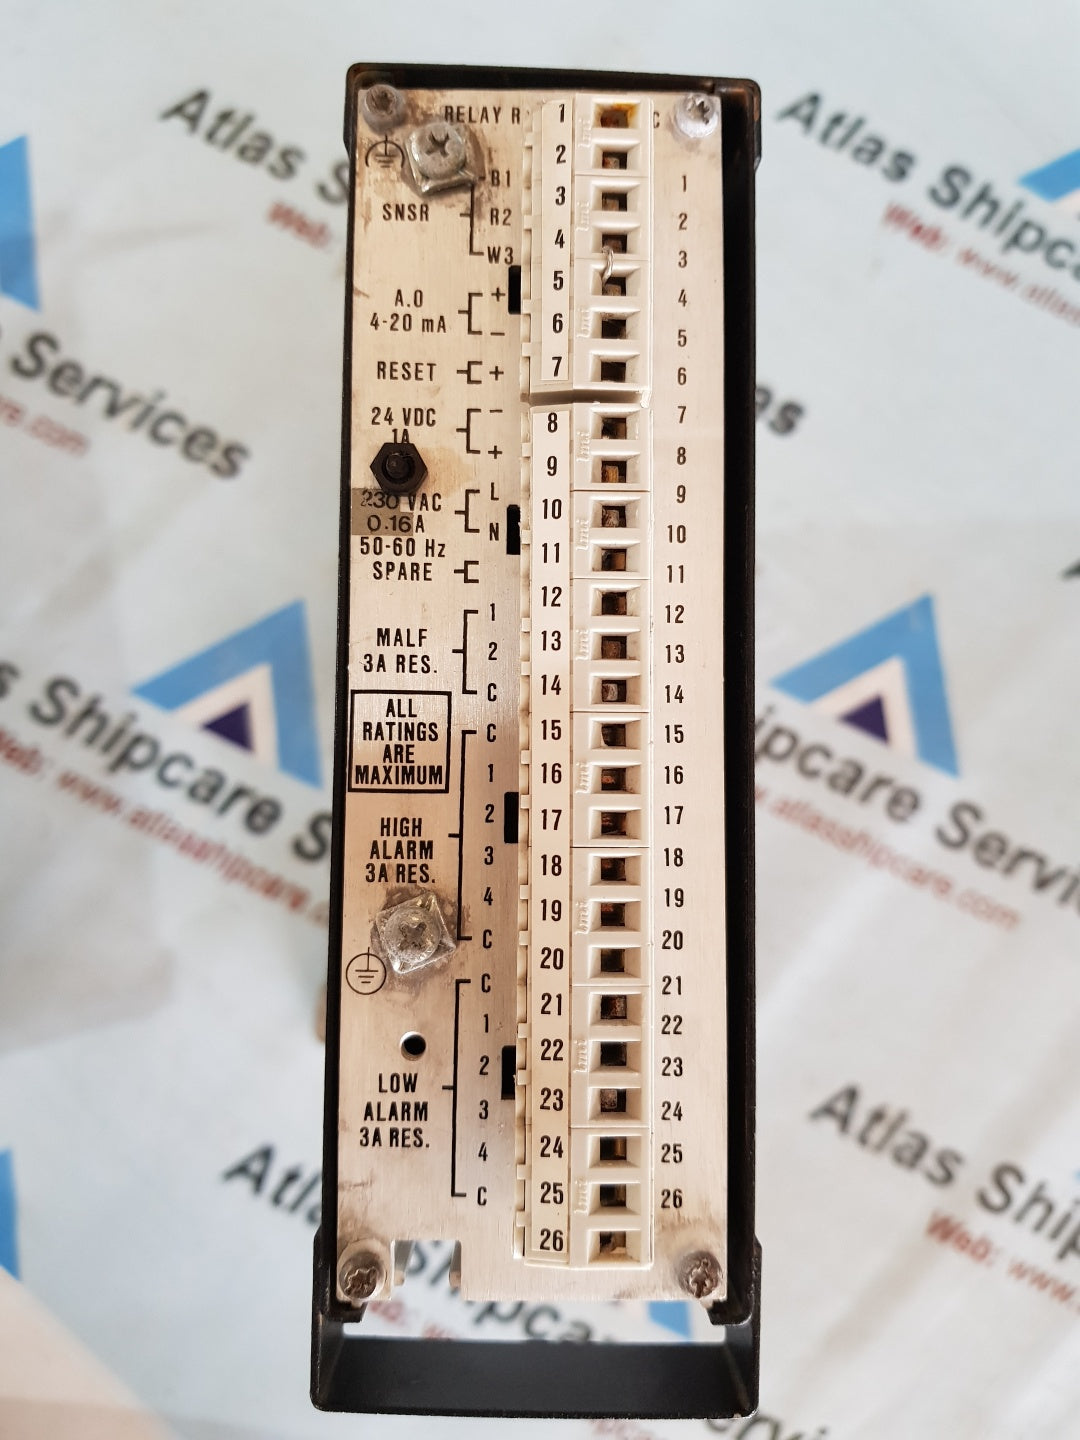 RELAY R
C
SNSR
B1
R2
W3
A.O
4-20 mA
+
−
RESET
+
24 VDC
1A
−
+
230 VAC
0.16A
50-60 Hz
L
N
SPARE
MALF
3A RES.
1
2
C
ALL
RATINGS
ARE
MAXIMUM
HIGH
ALARM
3A RES.
C
1
2
3
4
C
LOW
ALARM
3A RES.
C
1
2
3
4
C
1
2
3
4
5
6
7
8
9
10
11
12
13
14
15
16
17
18
19
20
21
22
23
24
25
26
1
2
3
4
5
6
7
8
9
10
11
12
13
14
15
16
17
18
19
20
21
22
23
24
25
26
Atlas Shipcare Services
Web: www.atlasshipcare.com